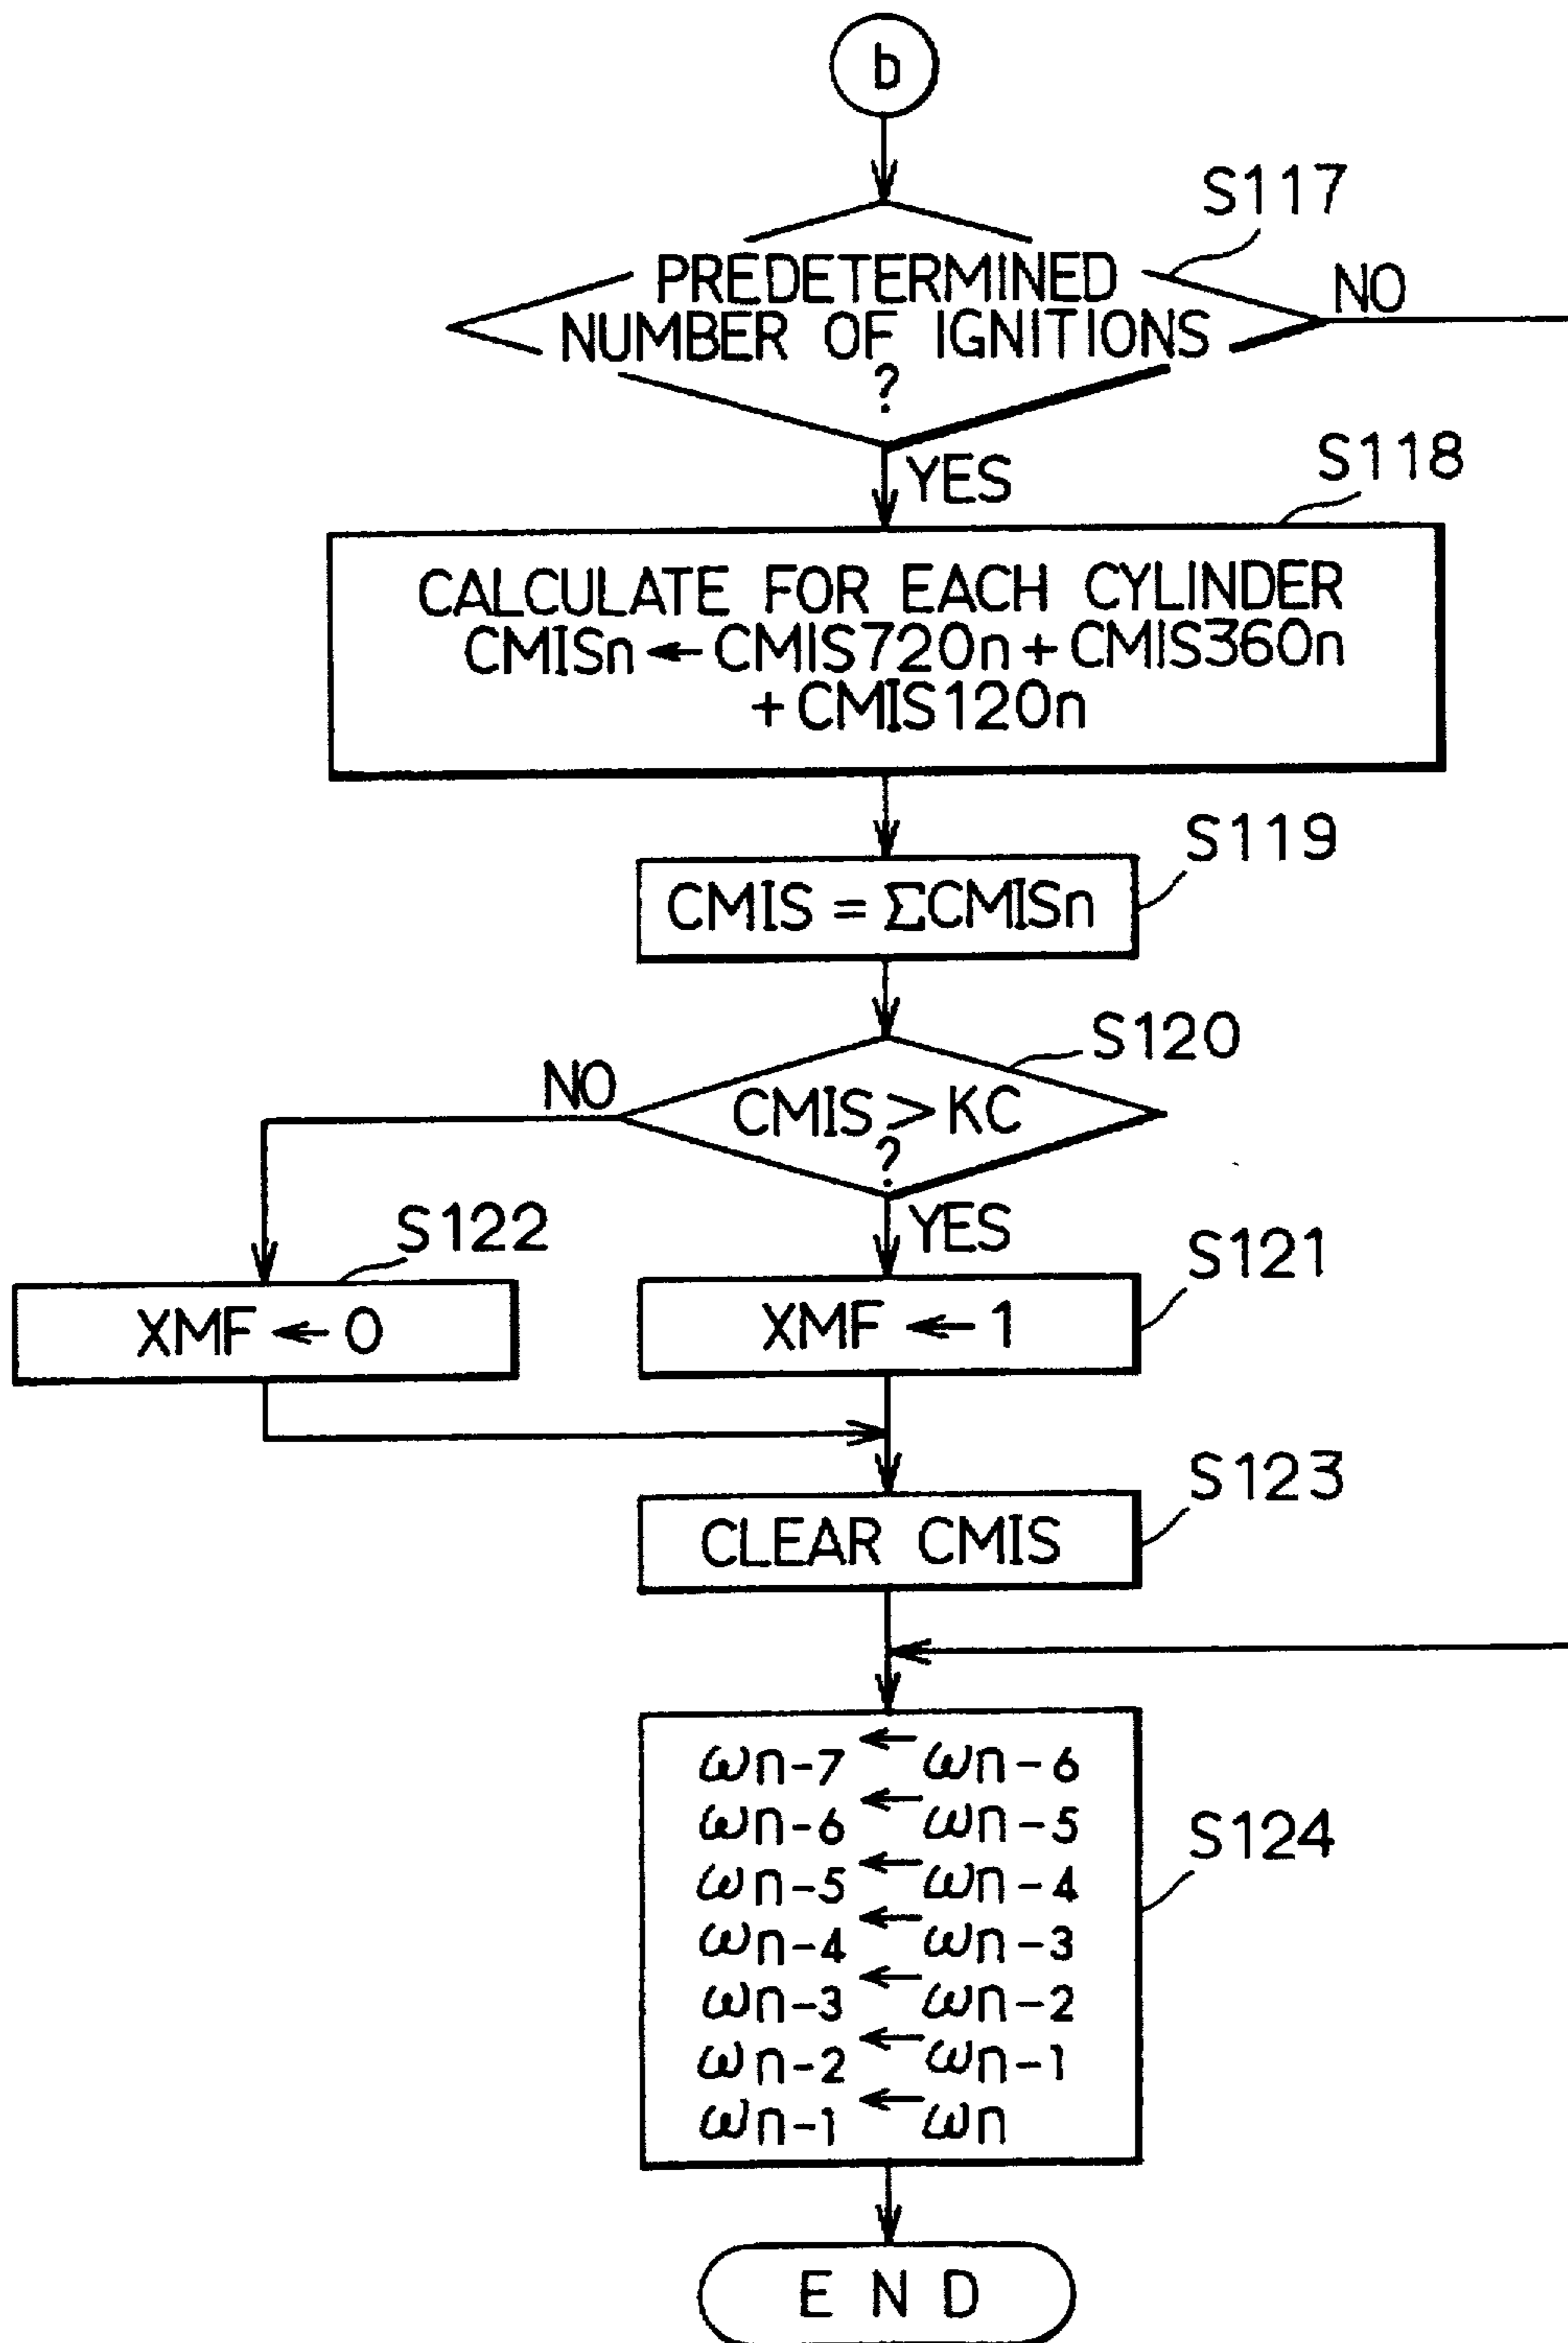 b
S117
PREDETERMINED
NUMBER OF IGNITIONS
?
NO
YES
S118
CALCULATE FOR EACH CYLINDER
CMISn ← CMIS720n + CMIS360n
+ CMIS120n
S119
CMIS = ΣCMISn
S120
NO
CMIS > KC
?
YES
S122
S121
XMF ← 0
XMF ← 1
S123
CLEAR CMIS
S124
ωn-7 ← ωn-6
ωn-6 ← ωn-5
ωn-5 ← ωn-4
ωn-4 ← ωn-3
ωn-3 ← ωn-2
ωn-2 ← ωn-1
ωn-1 ← ωn
END